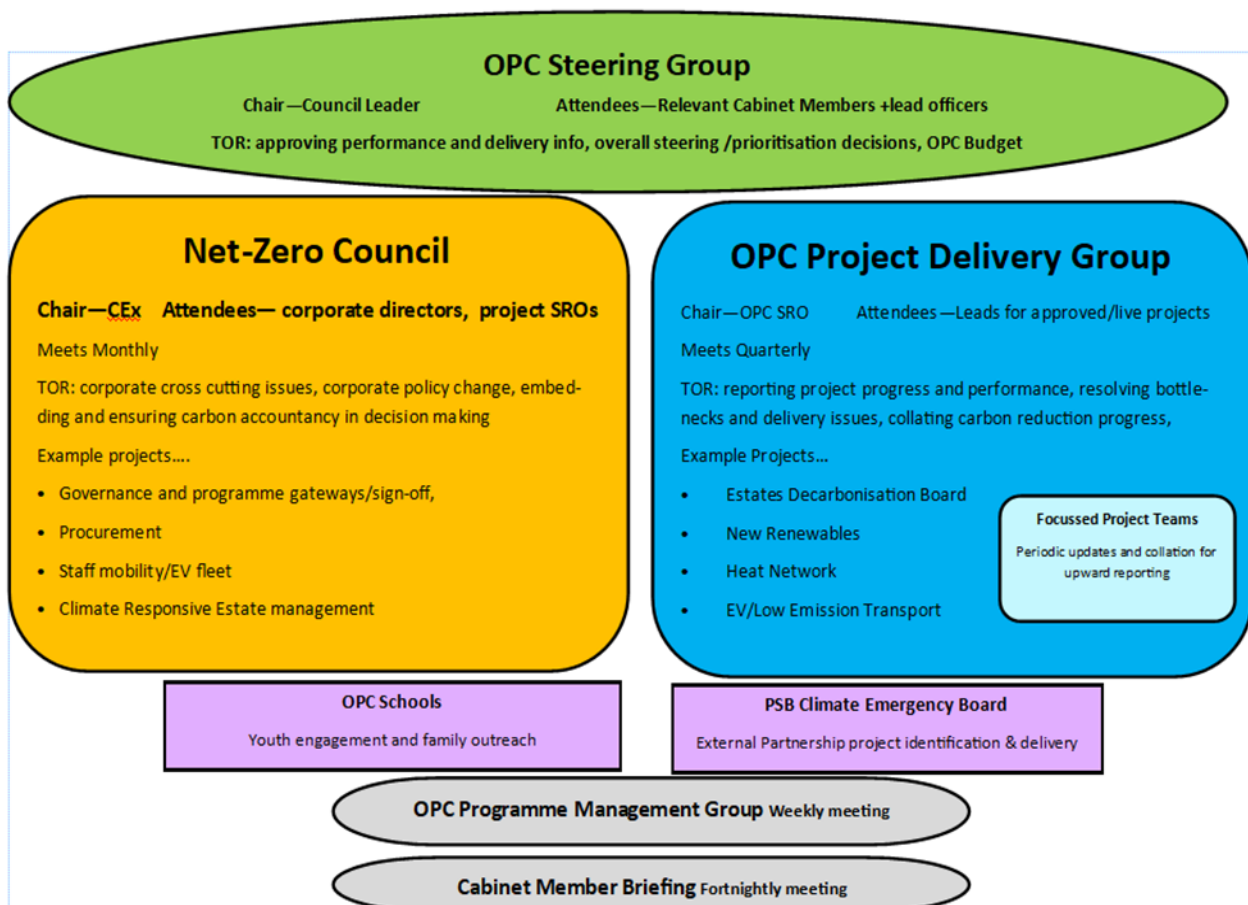 OPC Steering Group
Chair—Council Leader Attendees—Relevant Cabinet Members +lead officers
TOR: approving performance and delivery info, overall steering /prioritisation decisions, OPC Budget
Net-Zero Council
Chair—CEx Attendees— corporate directors, project SROs
Meets Monthly
TOR: corporate cross cutting issues, corporate policy change, embed-
ding and ensuring carbon accountancy in decision making
Example projects....
• Governance and programme gateways/sign-off,
• Procurement
• Staff mobility/EV fleet
• Climate Responsive Estate management
OPC Project Delivery Group
Chair—OPC SRO Attendees —Leads for approved/live projects
Meets Quarterly
TOR: reporting project progress and performance, resolving bottle-
necks and delivery issues, collating carbon reduction progress,
Example Projects...
• Estates Decarbonisation Board
• New Renewables
• Heat Network
• EV/Low Emission Transport
Focussed Project Teams
Periodic updates and collation for
upward reporting
OPC Schools
Youth engagement and family outreach
PSB Climate Emergency Board
External Partnership project identification & delivery
OPC Programme Management Group Weekly meeting
Cabinet Member Briefing Fortnightly meeting